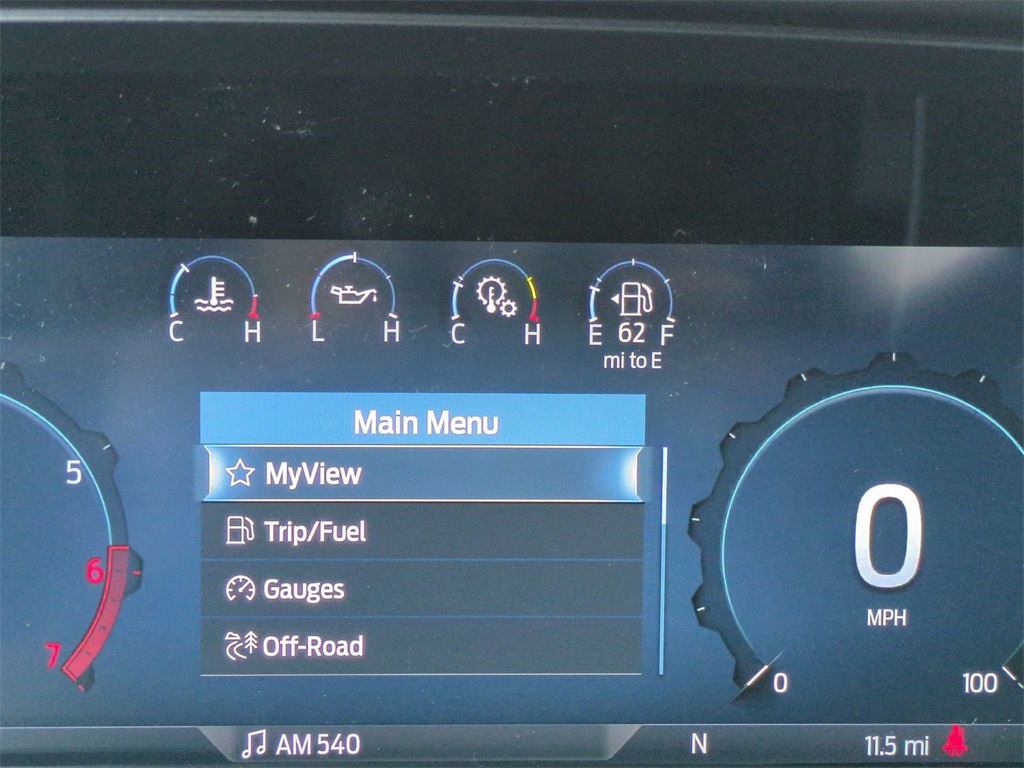 C H
L H
C H
E 62 F
mi to E
Main Menu
MyView
Trip/Fuel
Gauges
Off-Road
5
6
7
0
MPH
0
100
AM 540
N
11.5 mi